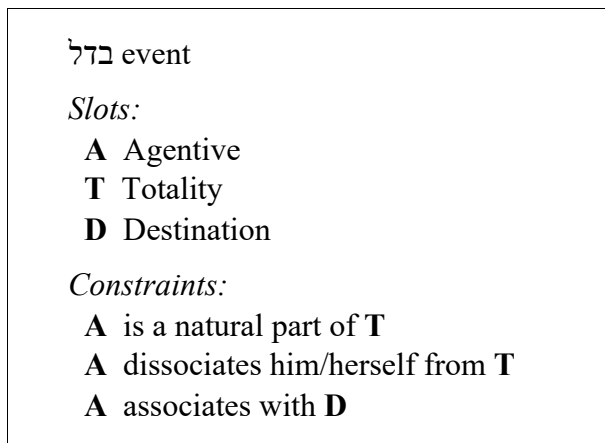 בדל event
Slots:
A Agentive
T Totality
D Destination
Constraints:
A is a natural part of T
A dissociates him/herself from T
A associates with D